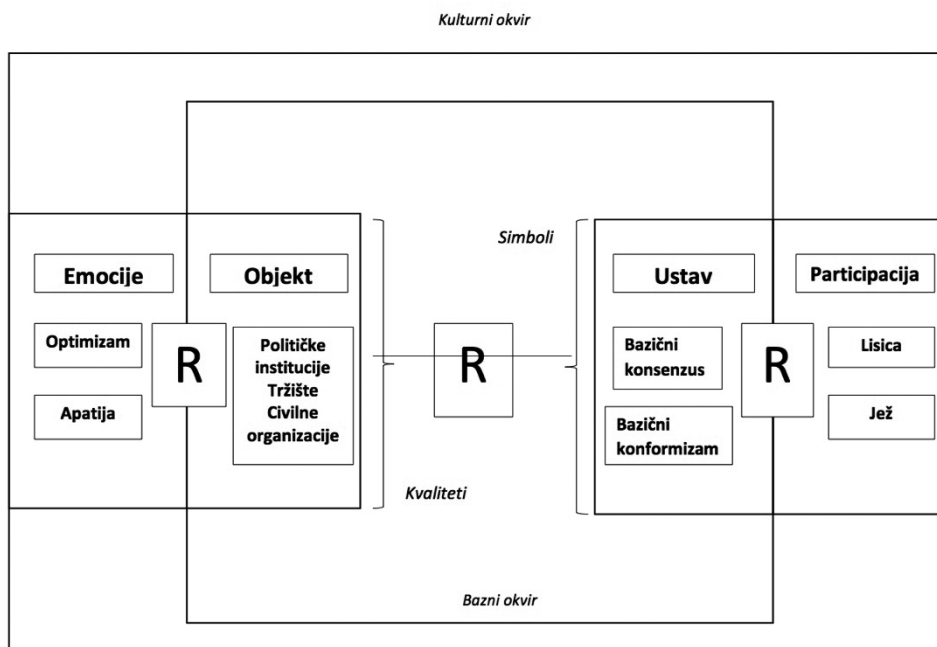 Kulturni okvir
Simboli
Emocije
Objekt
Ustav
Participacija
Optimizam
R
Političke
institucije
Tržište
Civilne
organizacije
R
Bazični
konsenzus
R
Lisica
Apatija
Bazični
konformizam
Jež
Kvaliteti
Bazni okvir